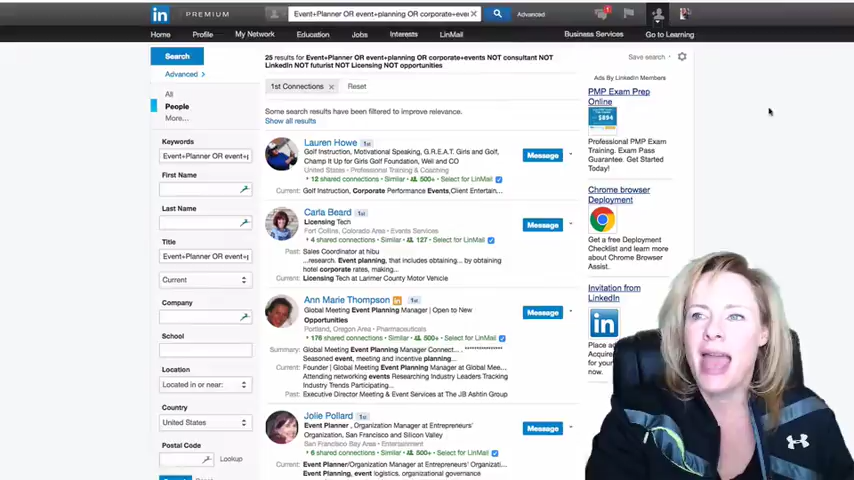 in PREMIUM Event+Planner OR event+planning OR corporate+eve Advanced 1
Home Profile My Network Education Jobs Interests LinMail Business Services Go to Learning
Search
Advanced >
All
People
More...
Keywords
Event+Planner OR event+p
First Name
Last Name
Title
Event+Planner OR event+p
Current
Company
School
Location
Located in or near:
Country
United States
Postal Code
Lookup
25 results for Event+Planner OR event+planning OR corporate+events NOT consultant NOT
LinkedIn NOT futurist NOT Licensing NOT opportunities
Save search
1st Connections × Reset
Some search results have been filtered to improve relevance.
Show all results
Lauren Howe 1st
Golf Instruction, Motivational Speaking, G.R.E.A.T. Girls and Golf,
Champ It Up for Girls Golf Foundation, Weil and CO
United States • Professional Training & Coaching
12 shared connections • Similar • 500+ • Select for LinMail
Current: Golf Instruction, Corporate Performance Events,Client Entertain...
Message
Carla Beard 1st
Licensing Tech
Fort Collins, Colorado Area • Events Services
4 shared connections • Similar • 127 • Select for LinMail
Past: Sales Coordinator at hibu
...research. Event planning, that includes obtaining... by obtaining
hotel corporate rates, making...
Current: Licensing Tech at Larimer County Motor Vehicle
Message
Ann Marie Thompson in 1st
Global Meeting Event Planning Manager | Open to New
Opportunities
Portland, Oregon Area • Pharmaceuticals
176 shared connections • Similar • 500+ • Select for LinMail
Summary: Global Meeting Event Planning Manager Connect... ***************
Seasoned event, meeting and incentive planning...
Current: Founder | Global Meeting Event Planning Manager at Global Mee...
Attending networking events Researching Industry Leaders Tracking
Industry Trends Participating...
Past: Executive Director Meeting & Event Services at The JB Ashtin Group
Message
Jolie Pollard 1st
Event Planner , Organization Manager at Entrepreneurs'
Organization, San Francisco and Silicon Valley
San Francisco Bay Area • Entertainment
6 shared connections • Similar • 500+ • Select for LinMail
Current: Event Planner/Organization Manager at Entrepreneurs' Organizati...
Event Planning, event logistics, organizational governance
Message
Ads By LinkedIn Members
PMP Exam Prep
Online
$894
Professional PMP
Exam Training. Exam
Pass Guarantee. Get
Started Today!
Chrome browser
Deployment
Get a free Deployment
Checklist and learn
about Chrome Browser
Assist.
Invitation from
LinkedIn
in
Place
Acquire
for
now.